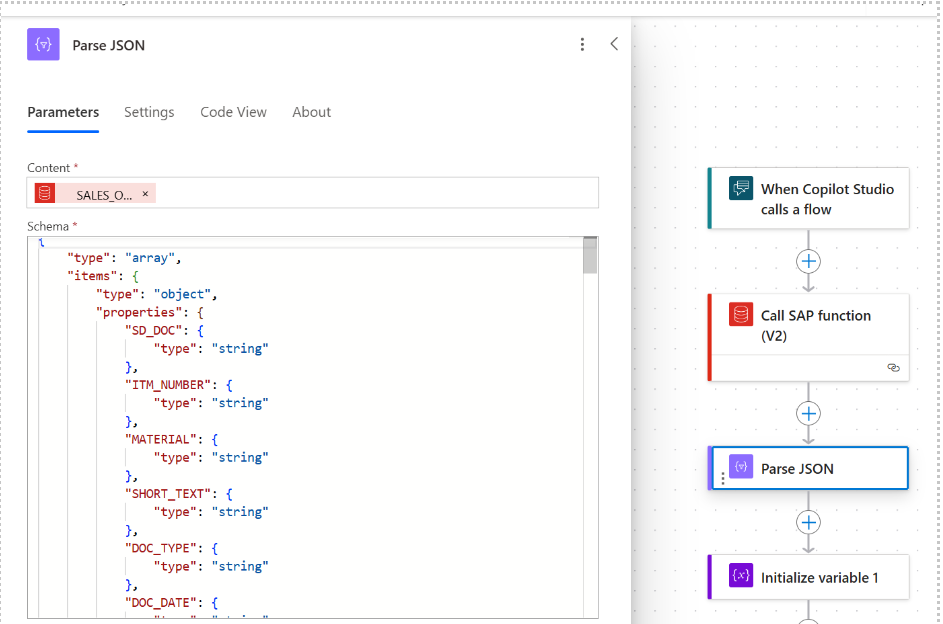 Parse JSON
Parameters Settings Code View About
Content *
SALES_O... ×
Schema *
{
"type": "array",
"items": {
"type": "object",
"properties": {
"SD_DOC": {
"type": "string"
},
"ITM_NUMBER": {
"type": "string"
},
"MATERIAL": {
"type": "string"
},
"SHORT_TEXT": {
"type": "string"
},
"DOC_TYPE": {
"type": "string"
},
"DOC_DATE": {
When Copilot Studio
calls a flow
Call SAP function
(V2)
Parse JSON
Initialize variable 1